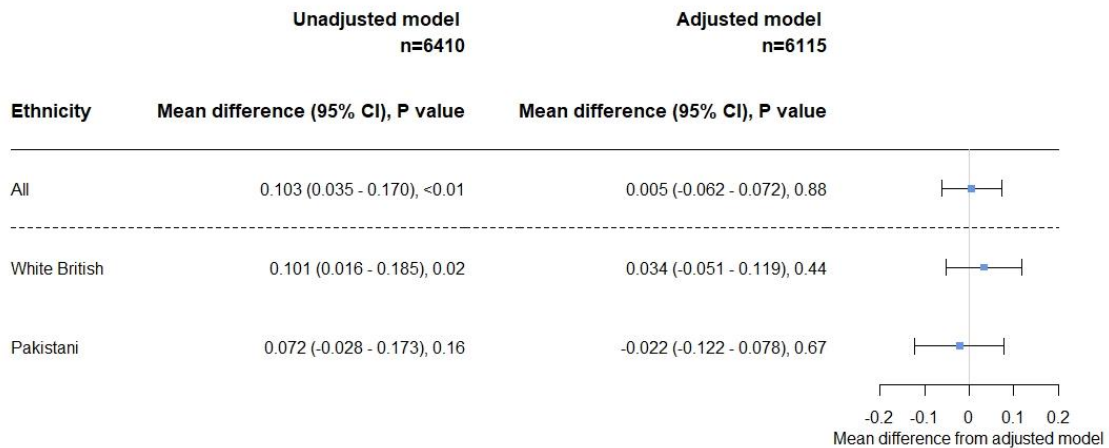 Unadjusted model Adjusted model
n=6410 n=6115
Ethnicity Mean difference (95% CI), P value Mean difference (95% CI), P value
All 0.103 (0.035 - 0.170), <0.01 0.005 (-0.062 - 0.072), 0.88
White British 0.101 (0.016 - 0.185), 0.02 0.034 (-0.051 - 0.119), 0.44
Pakistani 0.072 (-0.028 - 0.173), 0.16 -0.022 (-0.122 - 0.078), 0.67
-0.2 -0.1 0 0.1 0.2
Mean difference from adjusted model